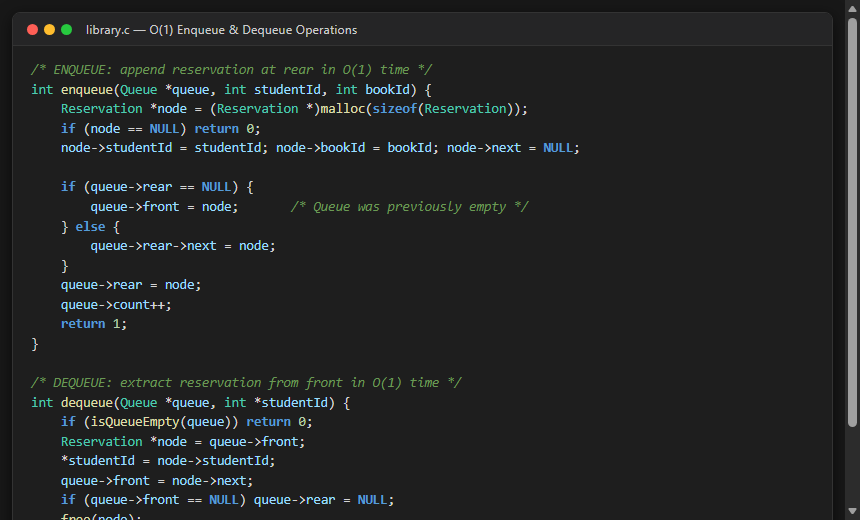 library.c — O(1) Enqueue & Dequeue Operations
/* ENQUEUE: append reservation at rear in O(1) time */
int enqueue(Queue *queue, int studentId, int bookId) {
    Reservation *node = (Reservation *)malloc(sizeof(Reservation));
    if (node == NULL) return 0;
    node->studentId = studentId; node->bookId = bookId; node->next = NULL;

    if (queue->rear == NULL) {
        queue->front = node;       /* Queue was previously empty */
    } else {
        queue->rear->next = node;
    }
    queue->rear = node;
    queue->count++;
    return 1;
}

/* DEQUEUE: extract reservation from front in O(1) time */
int dequeue(Queue *queue, int *studentId) {
    if (isQueueEmpty(queue)) return 0;
    Reservation *node = queue->front;
    *studentId = node->studentId;
    queue->front = node->next;
    if (queue->front == NULL) queue->rear = NULL;
    free(node);